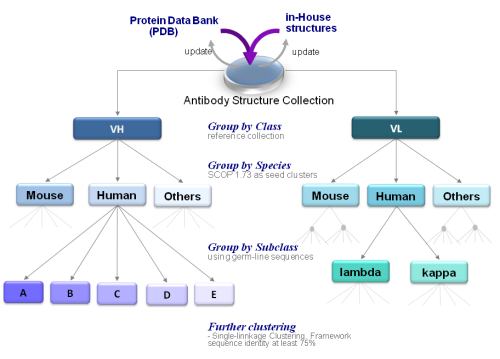 Protein Data Bank
(PDB)
in-House
structures
update
update
Antibody Structure Collection
VH
Group by Class
reference collection
VL
Group by Species
SCOP 1.73 as seed clusters
Mouse
Human
Others
Mouse
Human
Others
Group by Subclass
using germ-line sequences
lambda
kappa
A
B
C
D
E
Further clustering
- Single-linnkage Clustering, Framework
sequence identity at least 75%